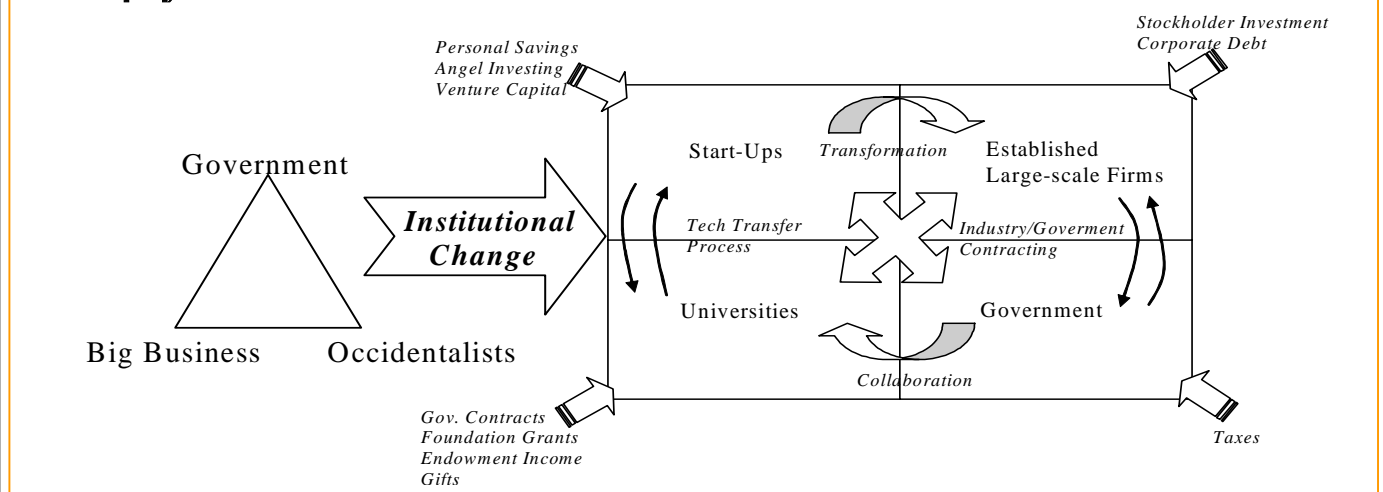 Stockholder Investment
Corporate Debt
Personal Savings
Angel Investing
Venture Capital
Government
Big Business
Occidentalists
Institutional
Change
Start-Ups
Transformation
Established
Large-scale Firms
Tech Transfer
Process
Industry/Goverment
Contracting
Universities
Government
Collaboration
Gov. Contracts
Foundation Grants
Endowment Income
Gifts
Taxes